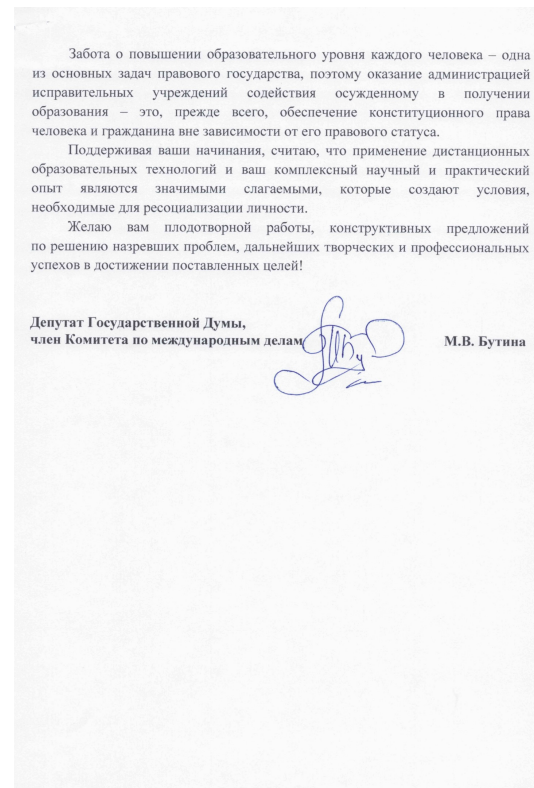 Забота о повышении образовательного уровня каждого человека – одна
из основных задач правового государства, поэтому оказание администрацией
исправительных учреждений содействия осужденному в получении
образования – это, прежде всего, обеспечение конституционного права
человека и гражданина вне зависимости от его правового статуса.
Поддерживая ваши начинания, считаю, что применение дистанционных
образовательных технологий и ваш комплексный научный и практический
опыт являются значимыми слагаемыми, которые создают условия,
необходимые для ресоциализации личности.
Желаю вам плодотворной работы, конструктивных предложений
по решению назревших проблем, дальнейших творческих и профессиональных
успехов в достижении поставленных целей!
Депутат Государственной Думы,
член Комитета по международным делам
М.В. Бутина